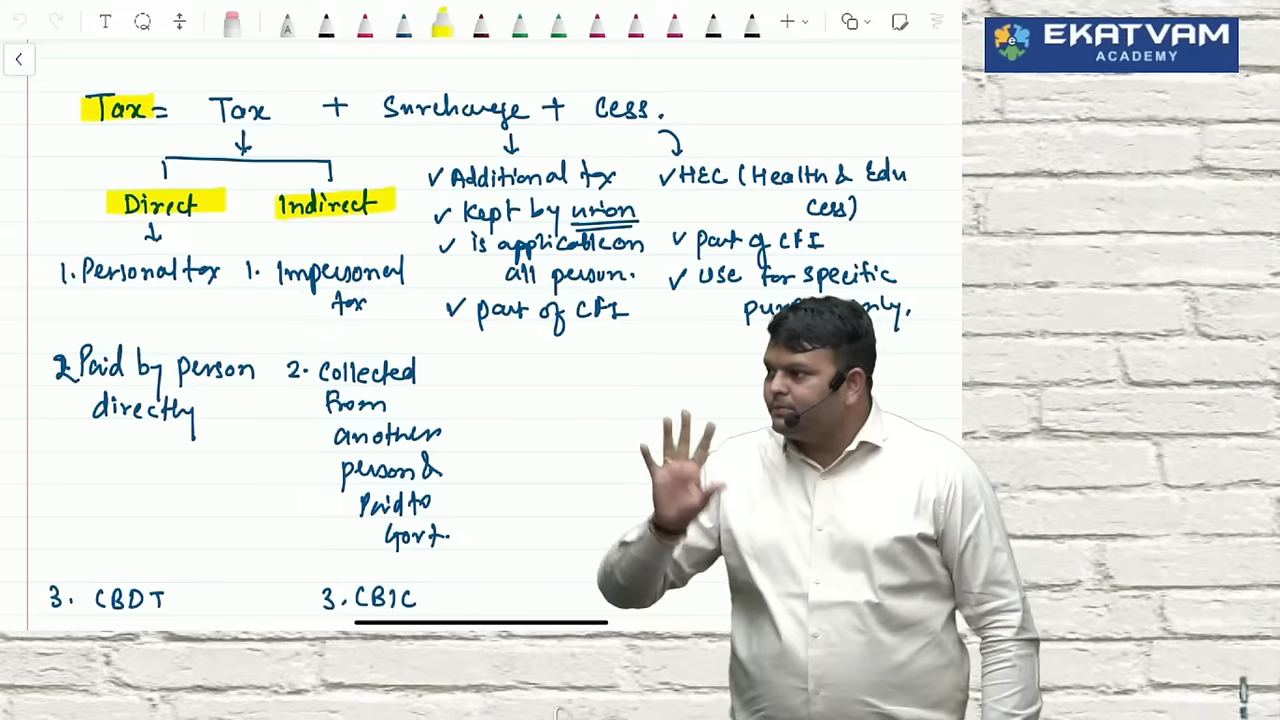 EKATVAM
ACADEMY
Tax = Tax + Surcharge + Cess.
Direct
Indirect
1. Personal tax
1. Impersonal
tax
2. Paid by person
directly
2. Collected
from
another
person &
Paid to
Govt.
3. CBDT
3. CBIC
✓ Additional tax
✓ Kept by union
✓ is applicable on
all person.
✓ part of CFI
✓ HEC (Health & Edu
Cess)
✓ part of CFI
✓ Use for specific